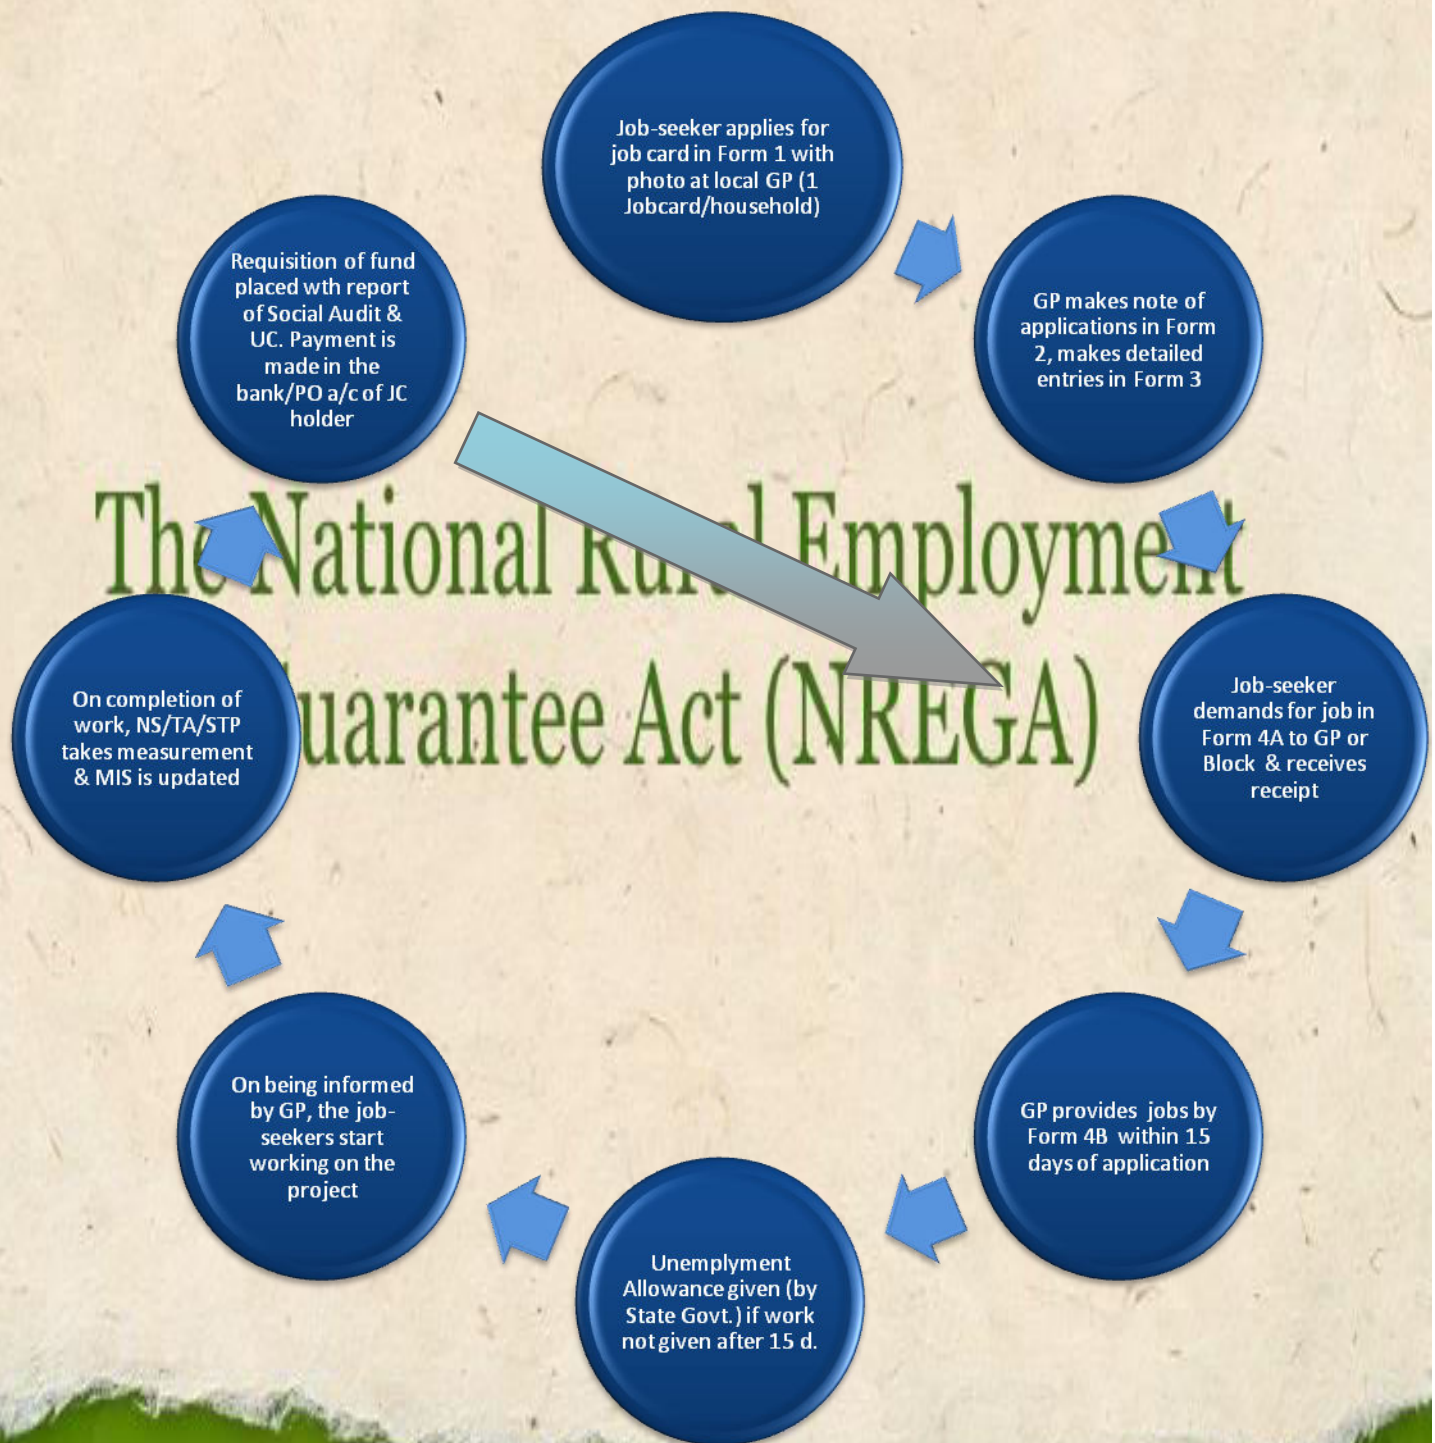 Job-seeker applies for
job card in Form 1 with
photo at local GP (1
Jobcard/household)
GP makes note of
applications in Form
2, makes detailed
entries in Form 3
Job-seeker
demands for job in
Form 4A to GP or
Block & receives
receipt
GP provides jobs by
Form 4B within 15
days of application
Unemplyment
Allowance given (by
State Govt.) if work
not given after 15 d.
On being informed
by GP, the job-
seekers start
working on the
project
On completion of
work, NS/TA/STP
takes measurement
& MIS is updated
Requisition of fund
placed wth report
of Social Audit &
UC. Payment is
made in the
bank/PO a/c of JC
holder
The National Rural Employment
Guarantee Act (NREGA)